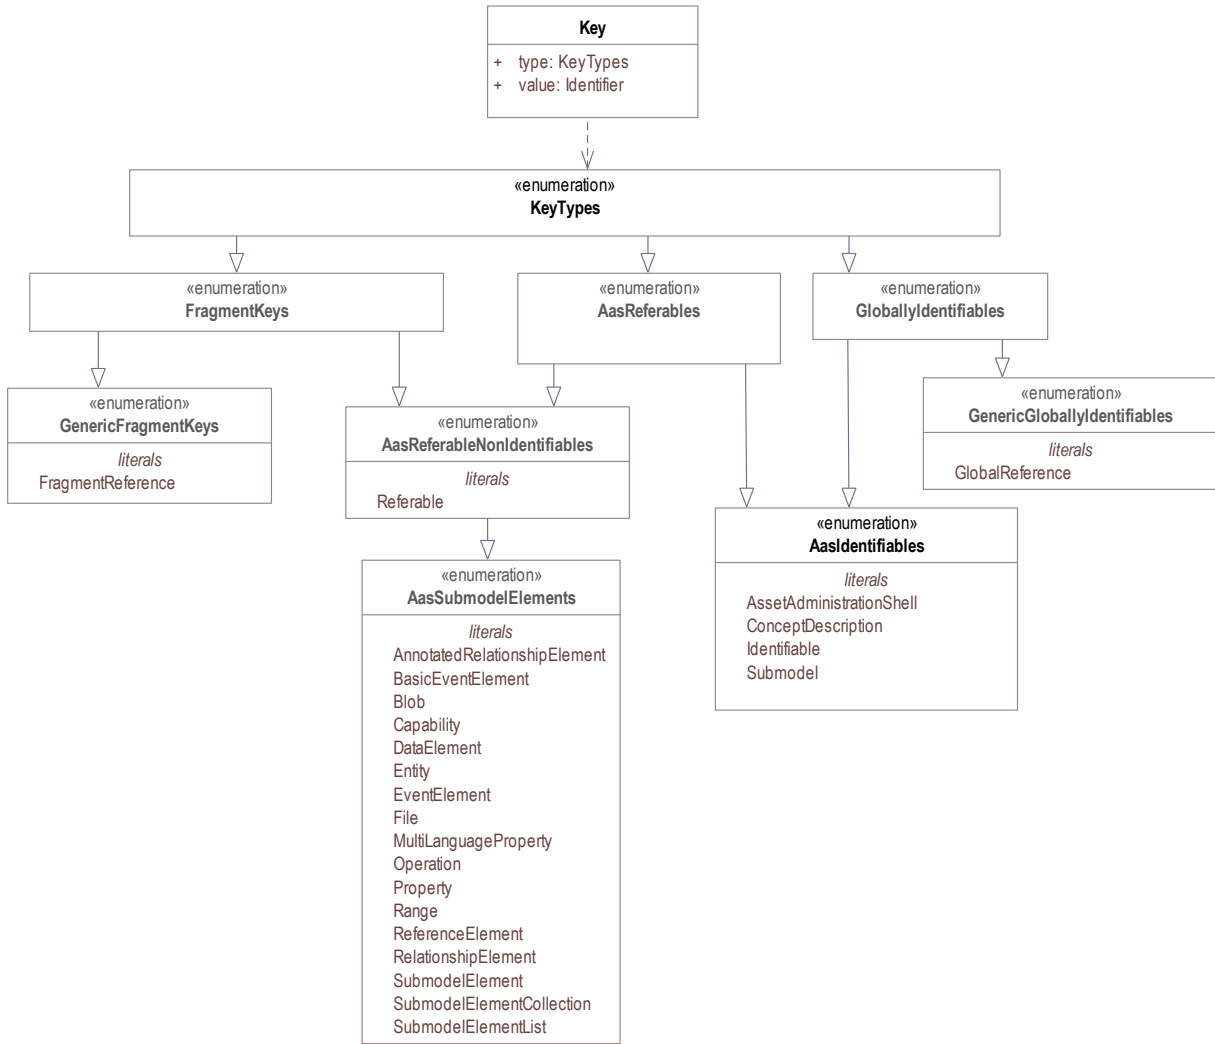 Key
+ type: KeyTypes
+ value: Identifier
«enumeration»
KeyTypes
«enumeration»
FragmentKeys
«enumeration»
AasReferables
«enumeration»
GloballyIdentifiables
«enumeration»
GenericFragmentKeys
literals
FragmentReference
«enumeration»
AasReferableNonIdentifiables
literals
Referable
«enumeration»
GenericGloballyIdentifiables
literals
GlobalReference
«enumeration»
AasIdentifiables
literals
AssetAdministrationShell
ConceptDescription
Identifiable
Submodel
«enumeration»
AasSubmodelElements
literals
AnnotatedRelationshipElement
BasicEventElement
Blob
Capability
DataElement
Entity
EventElement
File
MultiLanguageProperty
Operation
Property
Range
ReferenceElement
RelationshipElement
SubmodelElement
SubmodelElementCollection
SubmodelElementList